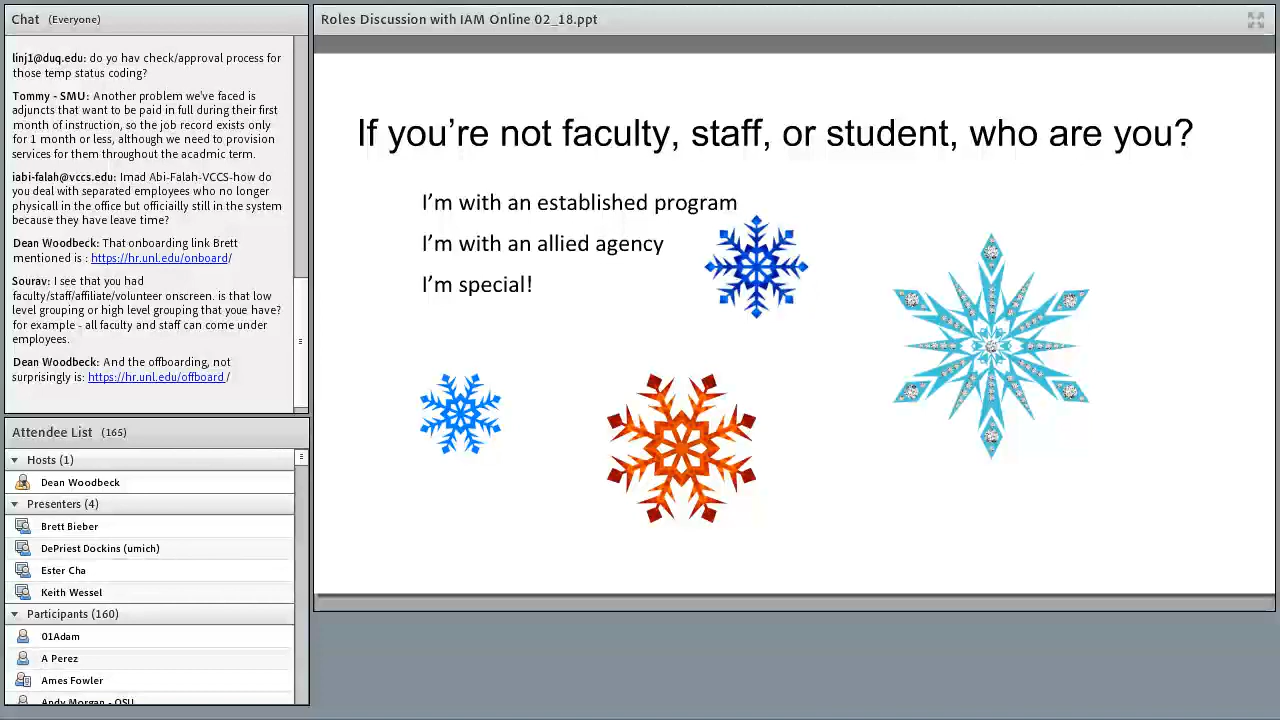 Chat (Everyone)
linj1@duq.edu: do yo hav check/approval process for
those temp status coding?
Tommy - SMU: Another problem we've faced is
adjuncts that want to be paid in full during their first
month of instruction, so the job record exists only
for 1 month or less, although we need to provision
services for them throughout the acadmic term.
iabi-falah@vccs.edu: Imad Abi-Falah-VCCS-how do
you deal with separated employees who no longer
physicall in the office but officiailly still in the system
because they have leave time?
Dean Woodbeck: That onboarding link Brett
mentioned is : https://hr.unl.edu/onboard/
Sourav: I see that you had
faculty/staff/affiliate/volunteer onscreen. is that low
level grouping or high level grouping that youe have?
for example - all faculty and staff can come under
employees.
Dean Woodbeck: And the offboarding, not
surprisingly is: https://hr.unl.edu/offboard /
Attendee List (165)
Hosts (1)
Dean Woodbeck
Presenters (4)
Brett Bieber
DePriest Dockins (umich)
Ester Cha
Keith Wessel
Participants (160)
01Adam
A Perez
Ames Fowler
Andy Morgan - OSU
Roles Discussion with IAM Online 02_18.ppt
If you’re not faculty, staff, or student, who are you?
I’m with an established program
I’m with an allied agency
I’m special!